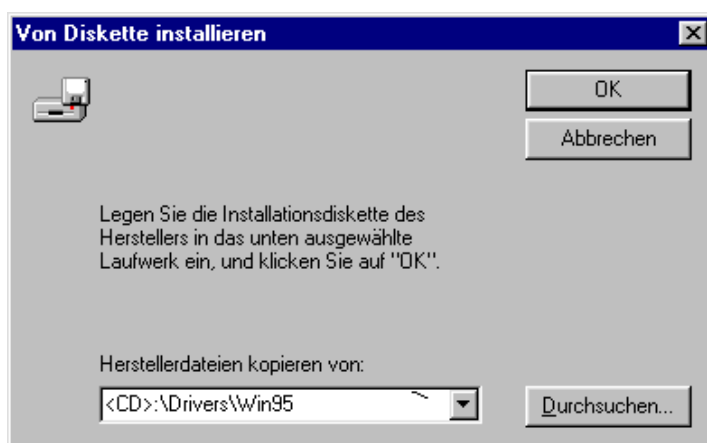 Von Diskette installieren
OK
Abbrechen
Legen Sie die Installationsdiskette des
Herstellers in das unten ausgewählte
Laufwerk ein, und klicken Sie auf "OK".
Herstellerdateien kopieren von:
<CD>:\Drivers\Win95
Durchsuchen...